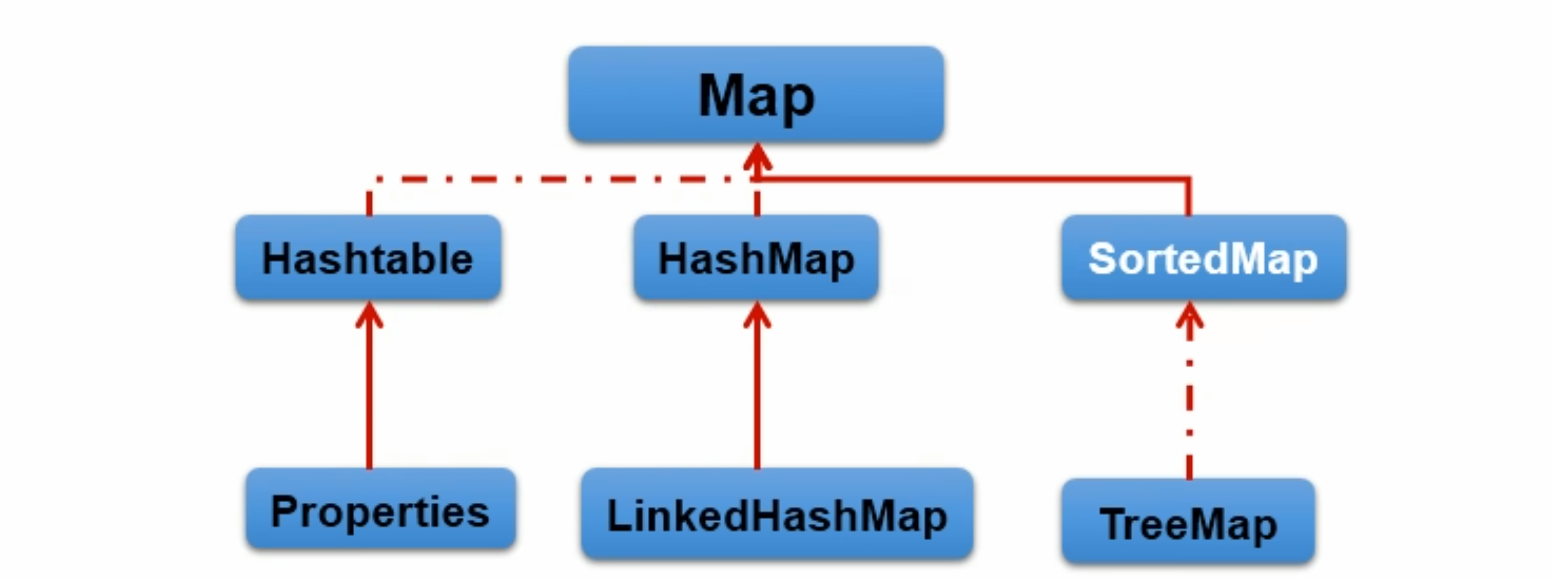 Map
Hashtable
HashMap
SortedMap
Properties
LinkedHashMap
TreeMap